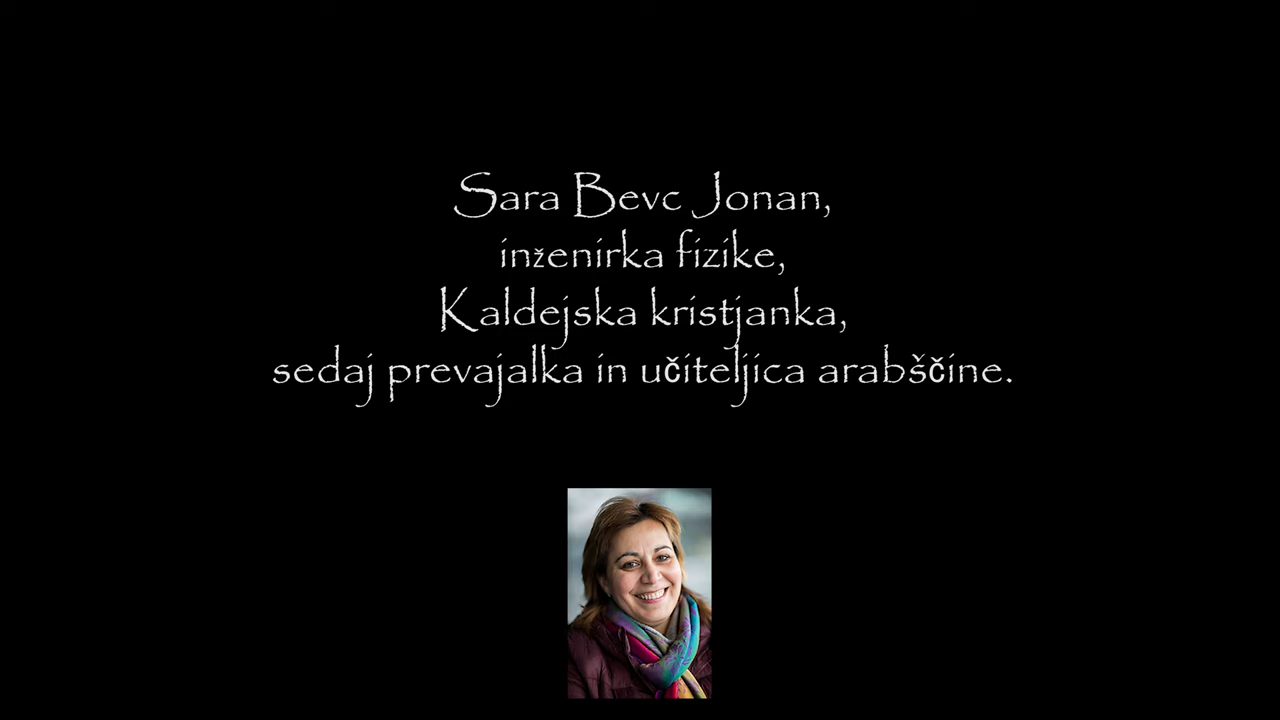 Sara Bevc Jonan,
inženirka fizike,
Kaldejska kristjanka,
sedaj prevajalka in učiteljica arabščine.